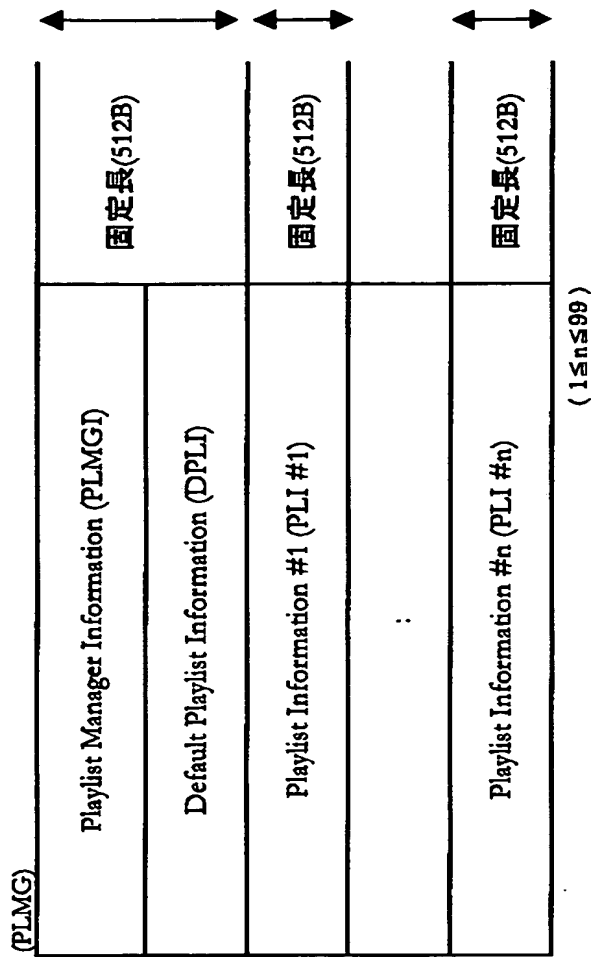 (PLMG)
Playlist Manager Information (PLMGI)
固定長(512B)
Default Playlist Information (DPLI)
Playlist Information #1 (PLI #1)
固定長(512B)
:
Playlist Information #n (PLI #n)
固定長(512B)
(1≦n≦99)